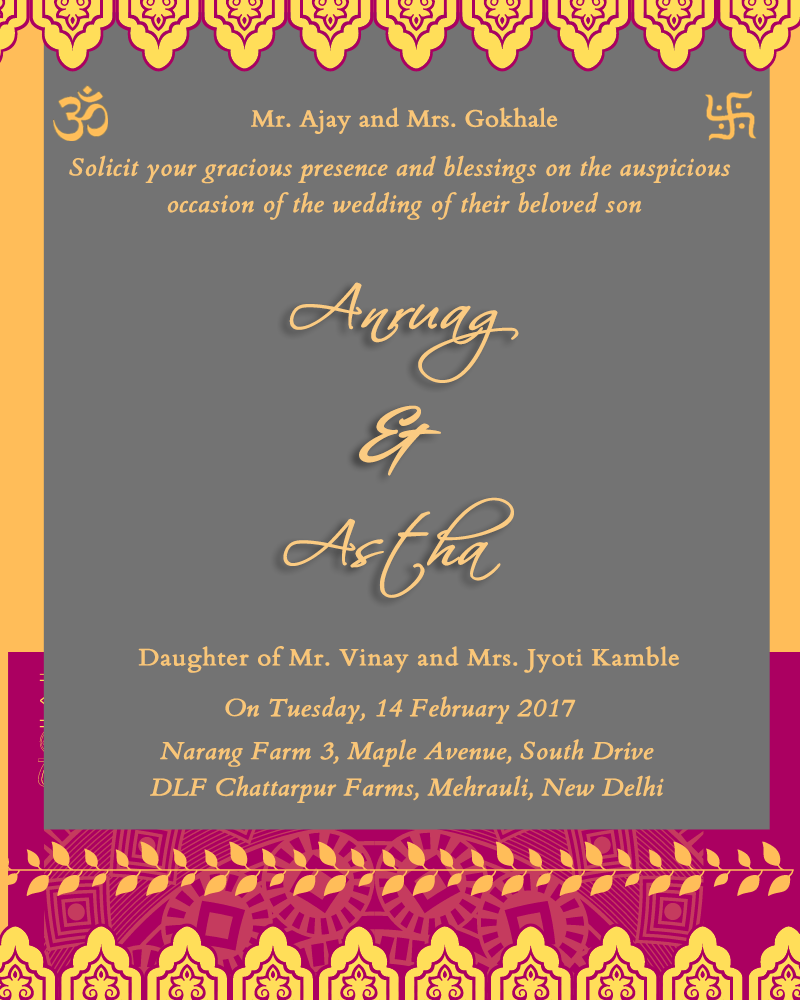 ॐ
Mr. Ajay and Mrs. Gokhale
Solicit your gracious presence and blessings on the auspicious
occasion of the wedding of their beloved son
Anruag
&
Astha
Daughter of Mr. Vinay and Mrs. Jyoti Kamble
On Tuesday, 14 February 2017
Narang Farm 3, Maple Avenue, South Drive
DLF Chattarpur Farms, Mehrauli, New Delhi